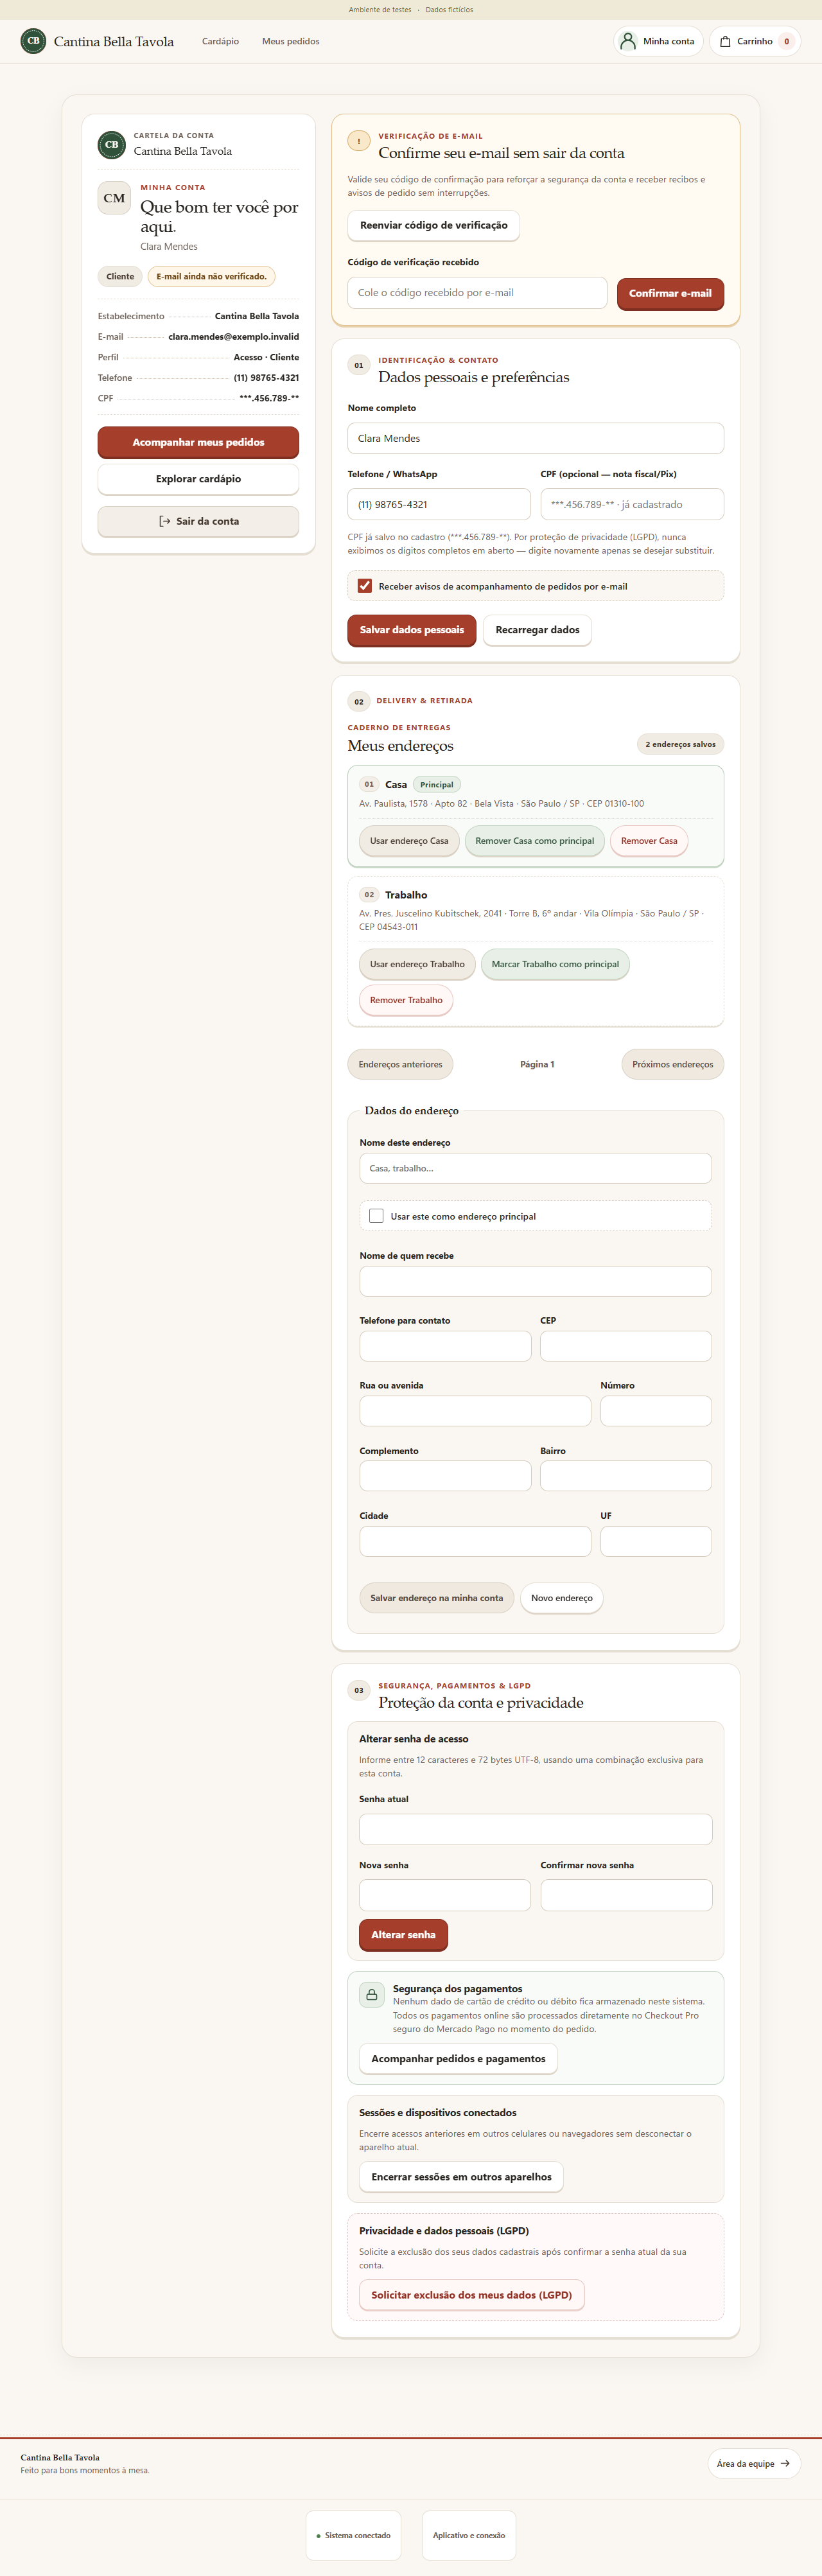 Ambiente de testes · Dados fictícios
CB
Cantina Bella Tavola
Cardápio
Meus pedidos
Minha conta
Carrinho
0
CB
CARTELA DA CONTA
Cantina Bella Tavola
CM
MINHA CONTA
Que bom ter você por
aqui.
Clara Mendes
Cliente
E-mail ainda não verificado.
Estabelecimento Cantina Bella Tavola
E-mail clara.mendes@exemplo.invalid
Perfil Acesso · Cliente
Telefone (11) 98765-4321
CPF ***.456.789-**
Acompanhar meus pedidos
Explorar cardápio
Sair da conta
!
VERIFICAÇÃO DE E-MAIL
Confirme seu e-mail sem sair da conta
Valide seu código de confirmação para reforçar a segurança da conta e receber recibos e
avisos de pedido sem interrupções.
Reenviar código de verificação
Código de verificação recebido
Cole o código recebido por e-mail
Confirmar e-mail
01
IDENTIFICAÇÃO & CONTATO
Dados pessoais e preferências
Nome completo
Clara Mendes
Telefone / WhatsApp
CPF (opcional — nota fiscal/Pix)
(11) 98765-4321
***.456.789-** · já cadastrado
CPF já salvo no cadastro (***.456.789-**). Por proteção de privacidade (LGPD), nunca
exibimos os dígitos completos em aberto — digite novamente apenas se desejar substituir.
Receber avisos de acompanhamento de pedidos por e-mail
Salvar dados pessoais
Recarregar dados
02
DELIVERY & RETIRADA
CADERNO DE ENTREGAS
Meus endereços
2 endereços salvos
01 Casa Principal
Av. Paulista, 1578 · Apto 82 · Bela Vista · São Paulo / SP · CEP 01310-100
Usar endereço Casa
Remover Casa como principal
Remover Casa
02 Trabalho
Av. Pres. Juscelino Kubitschek, 2041 · Torre B, 6º andar · Vila Olímpia · São Paulo / SP ·
CEP 04543-011
Usar endereço Trabalho
Marcar Trabalho como principal
Remover Trabalho
Endereços anteriores
Página 1
Próximos endereços
Dados do endereço
Nome deste endereço
Casa, trabalho...
Usar este como endereço principal
Nome de quem recebe
Telefone para contato
CEP
Rua ou avenida
Número
Complemento
Bairro
Cidade
UF
Salvar endereço na minha conta
Novo endereço
03
SEGURANÇA, PAGAMENTOS & LGPD
Proteção da conta e privacidade
Alterar senha de acesso
Informe entre 12 caracteres e 72 bytes UTF-8, usando uma combinação exclusiva para
esta conta.
Senha atual
Nova senha
Confirmar nova senha
Alterar senha
Segurança dos pagamentos
Nenhum dado de cartão de crédito ou débito fica armazenado neste sistema.
Todos os pagamentos online são processados diretamente no Checkout Pro
seguro do Mercado Pago no momento do pedido.
Acompanhar pedidos e pagamentos
Sessões e dispositivos conectados
Encerre acessos anteriores em outros celulares ou navegadores sem desconectar o
aparelho atual.
Encerrar sessões em outros aparelhos
Privacidade e dados pessoais (LGPD)
Solicite a exclusão dos seus dados cadastrais após confirmar a senha atual da sua
conta.
Solicitar exclusão dos meus dados (LGPD)
Cantina Bella Tavola
Feito para bons momentos à mesa.
Área da equipe
Sistema conectado
Aplicativo e conexão